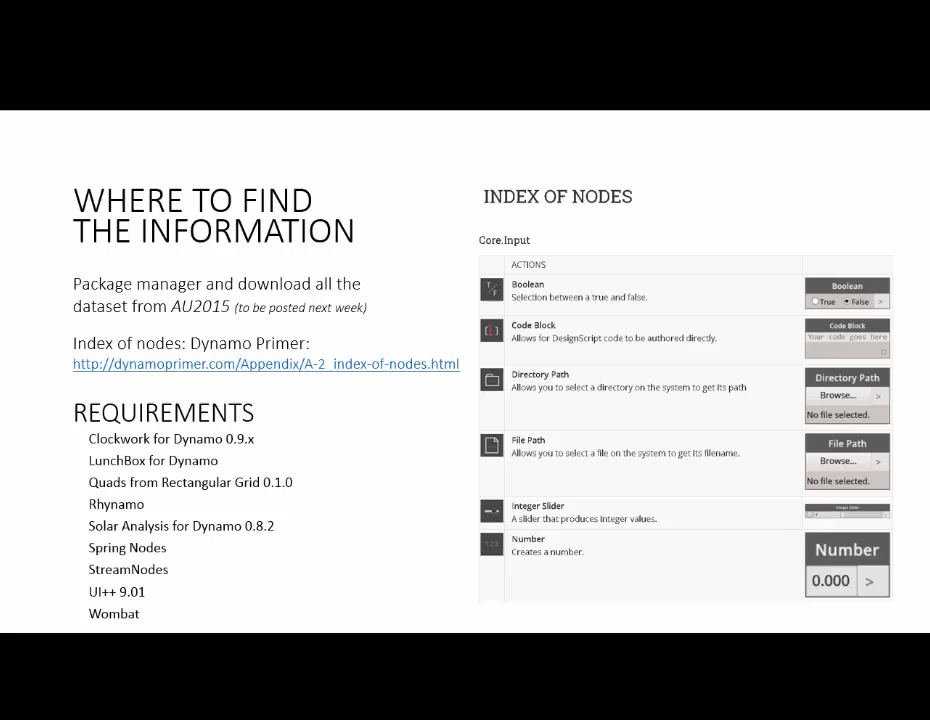 WHERE TO FIND
THE INFORMATION
Package manager and download all the
dataset from AU2015 (to be posted next week)
Index of nodes: Dynamo Primer:
http://dynamoprimer.com/Appendix/A-2_index-of-nodes.html
REQUIREMENTS
Clockwork for Dynamo 0.9.x
LunchBox for Dynamo
Quads from Rectangular Grid 0.1.0
Rhynamo
Solar Analysis for Dynamo 0.8.2
Spring Nodes
StreamNodes
UI++ 9.01
Wombat
INDEX OF NODES
Core.Input
ACTIONS
T/F
Boolean
Selection between a true and false.
Boolean
True False >
Code Block
Allows for DesignScript code to be authored directly.
Code Block
Your code goes here
Directory Path
Allows you to select a directory on the system to get its path
Directory Path
Browse... >
No file selected.
File Path
Allows you to select a file on the system to get its filename.
File Path
Browse... >
No file selected.
Integer Slider
A slider that produces integer values.
Integer Slider
123
Number
Creates a number.
Number
0.000 >